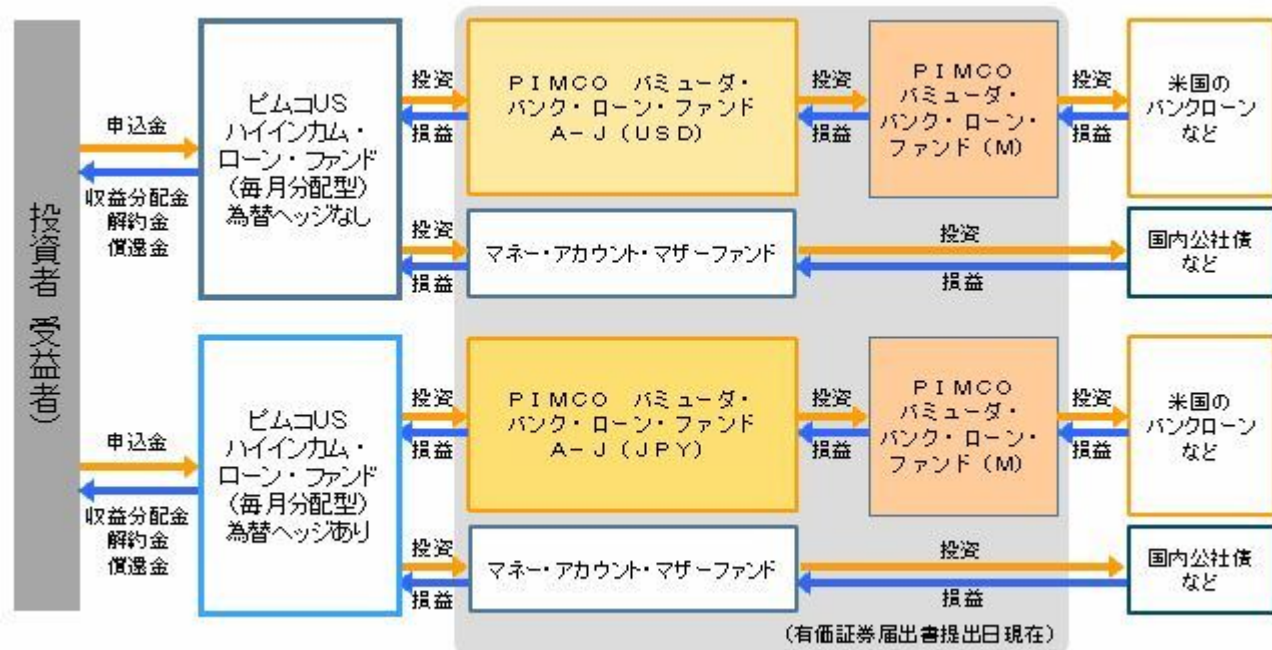 投資者（受益者）
申込金
収益分配金
解約金
償還金
ピムコUS
ハイインカム・
ローン・ファンド
（毎月分配型）
為替ヘッジなし
投資
損益
PIMCO バミューダ・
バンク・ローン・ファンド
A-J（USD）
投資
損益
PIMCO
バミューダ・
バンク・ローン・
ファンド（M）
投資
損益
米国の
バンクローン
など
投資
損益
マネー・アカウント・マザーファンド
投資
損益
国内公社債
など
申込金
収益分配金
解約金
償還金
ピムコUS
ハイインカム・
ローン・ファンド
（毎月分配型）
為替ヘッジあり
投資
損益
PIMCO バミューダ・
バンク・ローン・ファンド
A-J（JPY）
投資
損益
PIMCO
バミューダ・
バンク・ローン・
ファンド（M）
投資
損益
米国の
バンクローン
など
投資
損益
マネー・アカウント・マザーファンド
投資
損益
国内公社債
など
（有価証券届出書提出日現在）